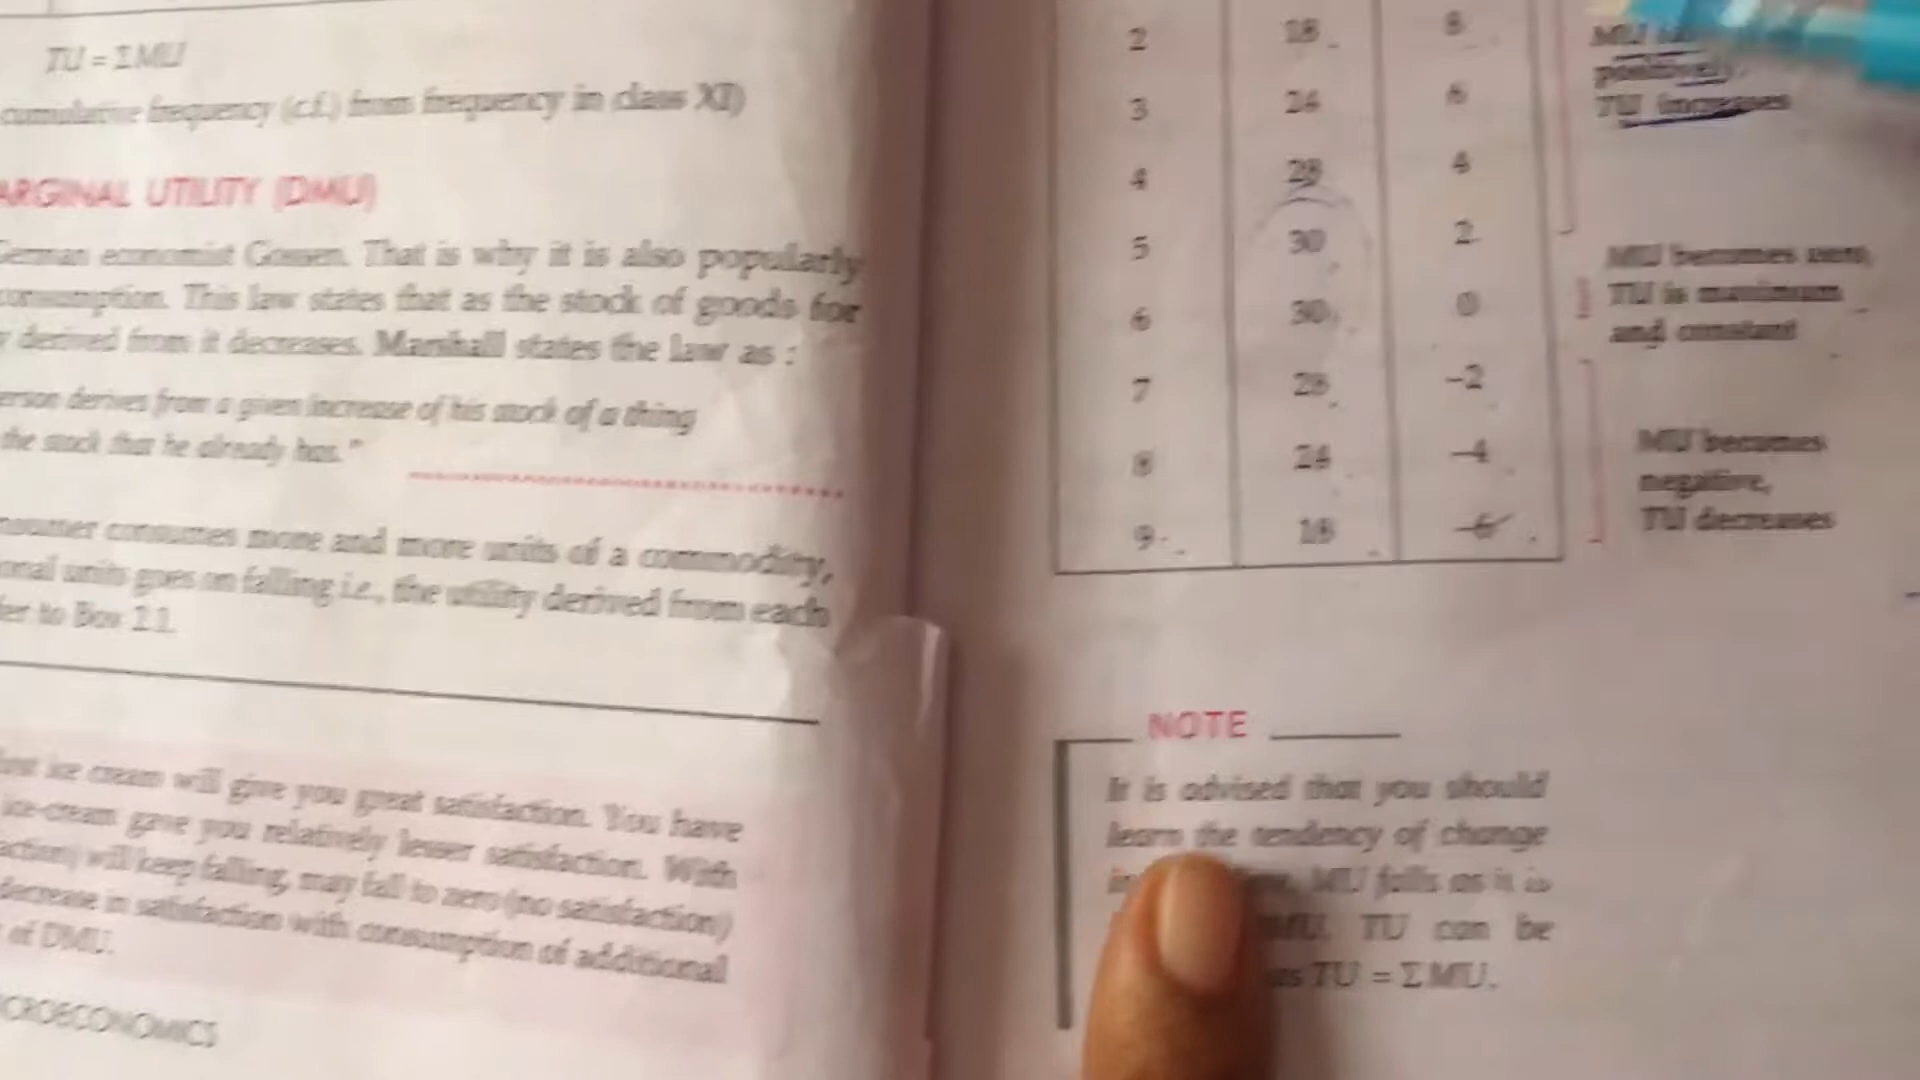 TU = ΣMU
cumulative frequency (c.f.) from frequency in class XI)
ARGINAL UTILITY (DMU)
German economist Gossen. That is why it is also popularly
consumption. This law states that as the stock of goods for
derived from it decreases. Marshall states the law as :
erson derives from a given increase of his stock of a thing
the stock that he already has."
nsumer consumes more and more units of a commodity,
onal units goes on falling i.e., the utility derived from each
fer to Box 2.1.
ice cream will give you great satisfaction. You have
ice-cream gave you relatively lesser satisfaction. With
action) will keep falling, may fall to zero (no satisfaction)
decrease in satisfaction with consumption of additional
of DMU.
CROECONOMICS
2 18 8
3 24 6
4 28 4
5 30 2
6 30 0
7 28 -2
8 24 -4
9 18 -6
MU
positively.
TU increases
MU becomes zero,
TU is maximum
and constant
MU becomes
negative,
TU decreases
NOTE
It is advised that you should
learn the tendency of change
MU falls as it is
MU. TU can be
as TU = ΣMU.